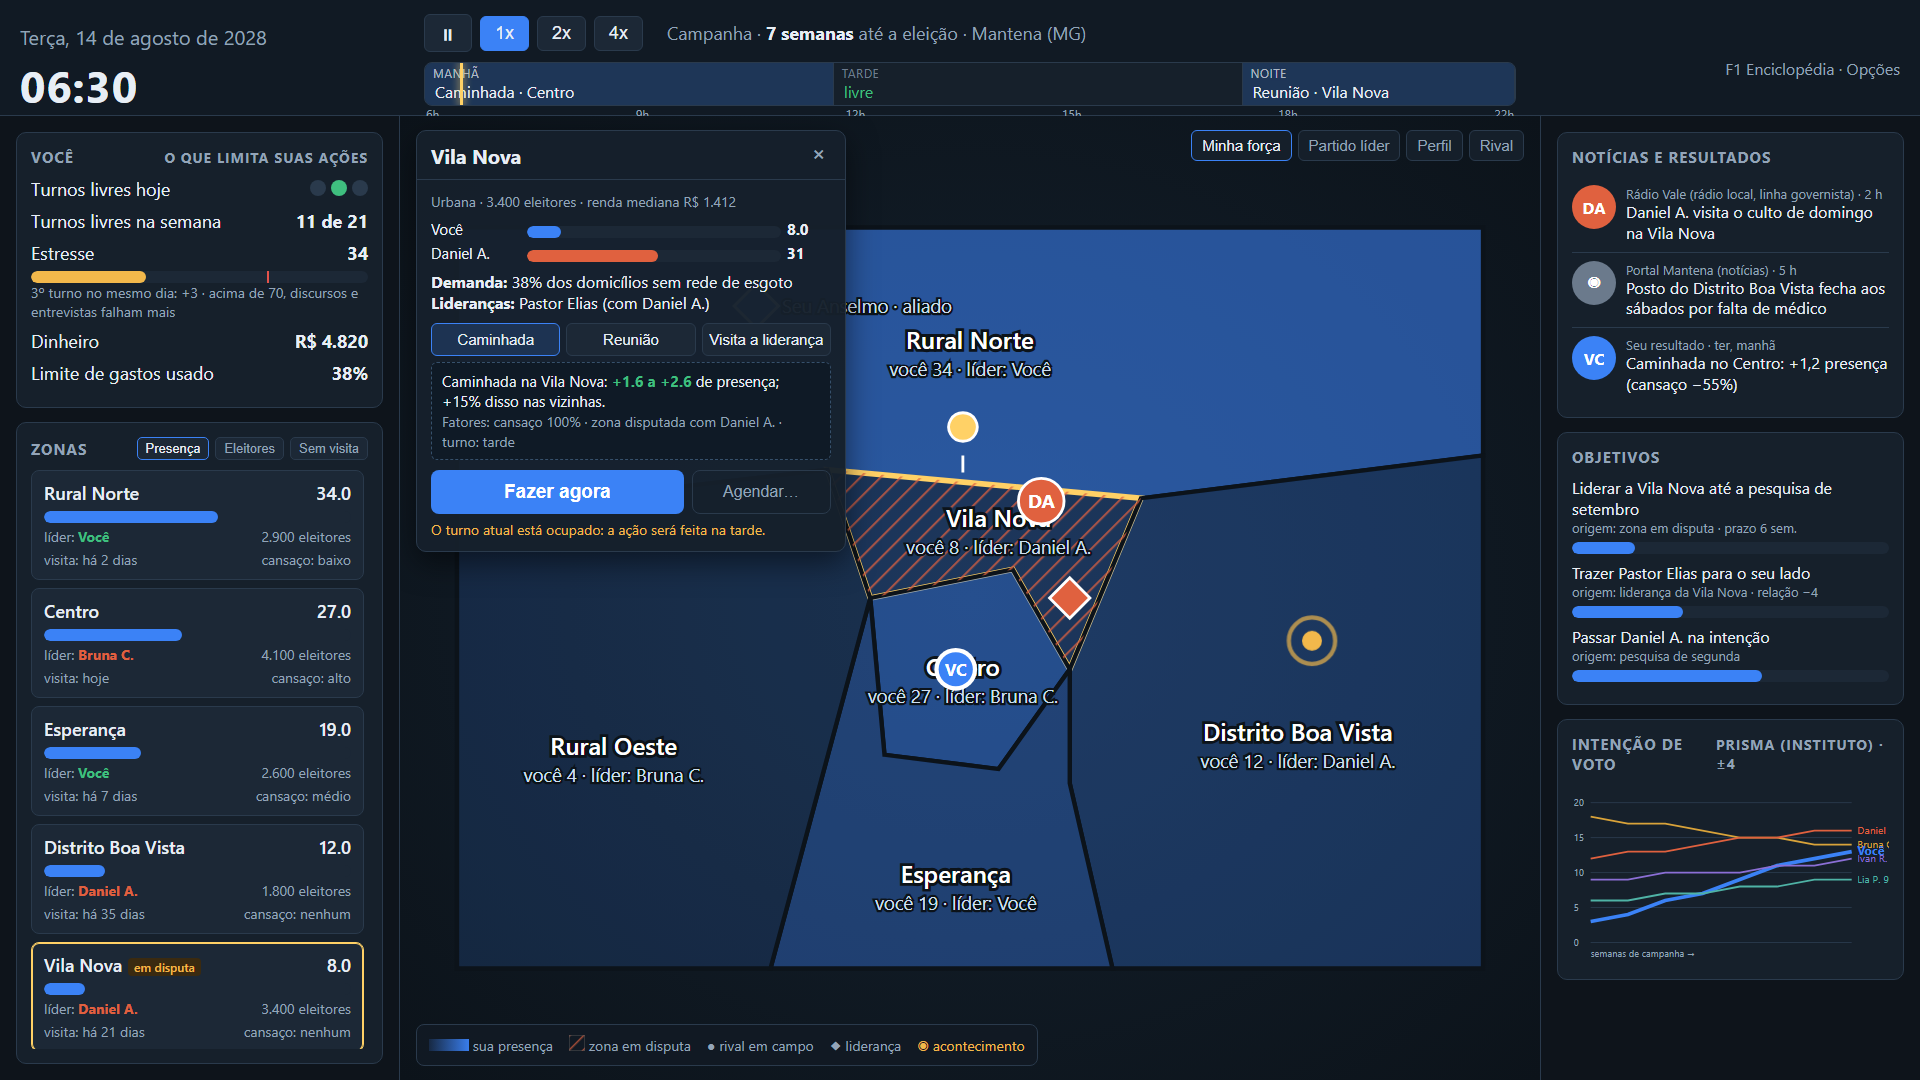 Terça, 14 de agosto de 2028
06:30
1x
2x
4x
Campanha · 7 semanas até a eleição · Mantena (MG)
MANHÃ
Caminhada · Centro
TARDE
livre
NOITE
Reunião · Vila Nova
6h
9h
12h
15h
18h
22h
F1 Enciclopédia · Opções
VOCÊ
O QUE LIMITA SUAS AÇÕES
Turnos livres hoje
Turnos livres na semana
11 de 21
Estresse
34
3º turno no mesmo dia: +3 · acima de 70, discursos e
entrevistas falham mais
Dinheiro
R$ 4.820
Limite de gastos usado
38%
ZONAS
Presença
Eleitores
Sem visita
Rural Norte
34.0
líder: Você
2.900 eleitores
visita: há 2 dias
cansaço: baixo
Centro
27.0
líder: Bruna C.
4.100 eleitores
visita: hoje
cansaço: alto
Esperança
19.0
líder: Você
2.600 eleitores
visita: há 7 dias
cansaço: médio
Distrito Boa Vista
12.0
líder: Daniel A.
1.800 eleitores
visita: há 35 dias
cansaço: nenhum
Vila Nova
em disputa
8.0
líder: Daniel A.
3.400 eleitores
visita: há 21 dias
cansaço: nenhum
Vila Nova
×
Urbana · 3.400 eleitores · renda mediana R$ 1.412
Você
8.0
Daniel A.
31
Demanda: 38% dos domicílios sem rede de esgoto
Lideranças: Pastor Elias (com Daniel A.)
Caminhada
Reunião
Visita a liderança
Caminhada na Vila Nova: +1.6 a +2.6 de presença;
+15% disso nas vizinhas.
Fatores: cansaço 100% · zona disputada com Daniel A. ·
turno: tarde
Fazer agora
Agendar...
O turno atual está ocupado: a ação será feita na tarde.
Minha força
Partido líder
Perfil
Rival
Seu Anselmo · aliado
Rural Norte
você 34 · líder: Você
DA
Vila Nova
você 8 · líder: Daniel A.
VC
você 27 · líder: Bruna C.
Rural Oeste
você 4 · líder: Bruna C.
Distrito Boa Vista
você 12 · líder: Daniel A.
Esperança
você 19 · líder: Você
sua presença
zona em disputa
rival em campo
liderança
acontecimento
NOTÍCIAS E RESULTADOS
DA
Rádio Vale (rádio local, linha governista) · 2 h
Daniel A. visita o culto de domingo
na Vila Nova
Portal Mantena (notícias) · 5 h
Posto do Distrito Boa Vista fecha aos
sábados por falta de médico
VC
Seu resultado · ter, manhã
Caminhada no Centro: +1,2 presença
(cansaço −55%)
OBJETIVOS
Liderar a Vila Nova até a pesquisa de
setembro
origem: zona em disputa · prazo 6 sem.
Trazer Pastor Elias para o seu lado
origem: liderança da Vila Nova · relação −4
Passar Daniel A. na intenção
origem: pesquisa de segunda
INTENÇÃO DE
VOTO
PRISMA (INSTITUTO) ·
±4
20
15
10
5
0
Daniel
Bruna
Você
Ivan R.
Lia P. 9
semanas de campanha →